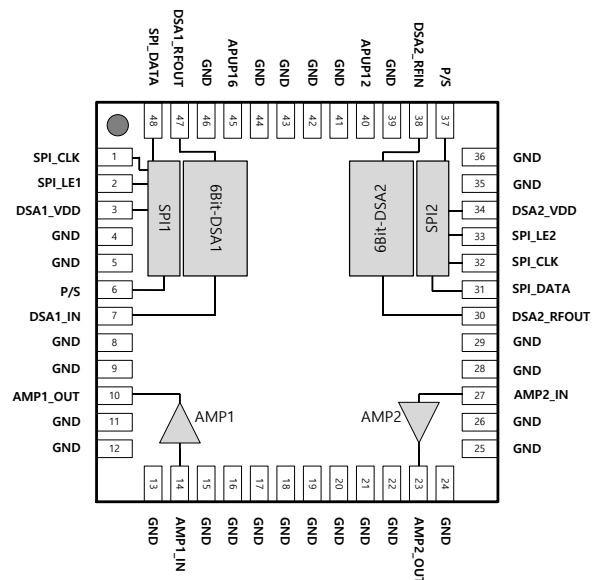 SPI_DATA
DSA1_RFOUT
GND
APUP16
GND
GND
GND
GND
APUP12
GND
DSA2_RFIN
P/S
48
47
46
45
44
43
42
41
40
39
38
37
SPI_CLK
1
SPI_LE1
2
DSA1_VDD
3
GND
4
GND
5
P/S
6
DSA1_IN
7
GND
8
GND
9
AMP1_OUT
10
GND
11
GND
12
SPI1
6Bit-DSA1
6Bit-DSA2
SPI2
AMP1
AMP2
36
GND
35
GND
34
DSA2_VDD
33
SPI_LE2
32
SPI_CLK
31
SPI_DATA
30
DSA2_RFOUT
29
GND
28
GND
27
AMP2_IN
26
GND
25
GND
13
14
15
16
17
18
19
20
21
22
23
24
GND
AMP1_IN
GND
GND
GND
GND
GND
GND
GND
GND
AMP2_OUT
GND